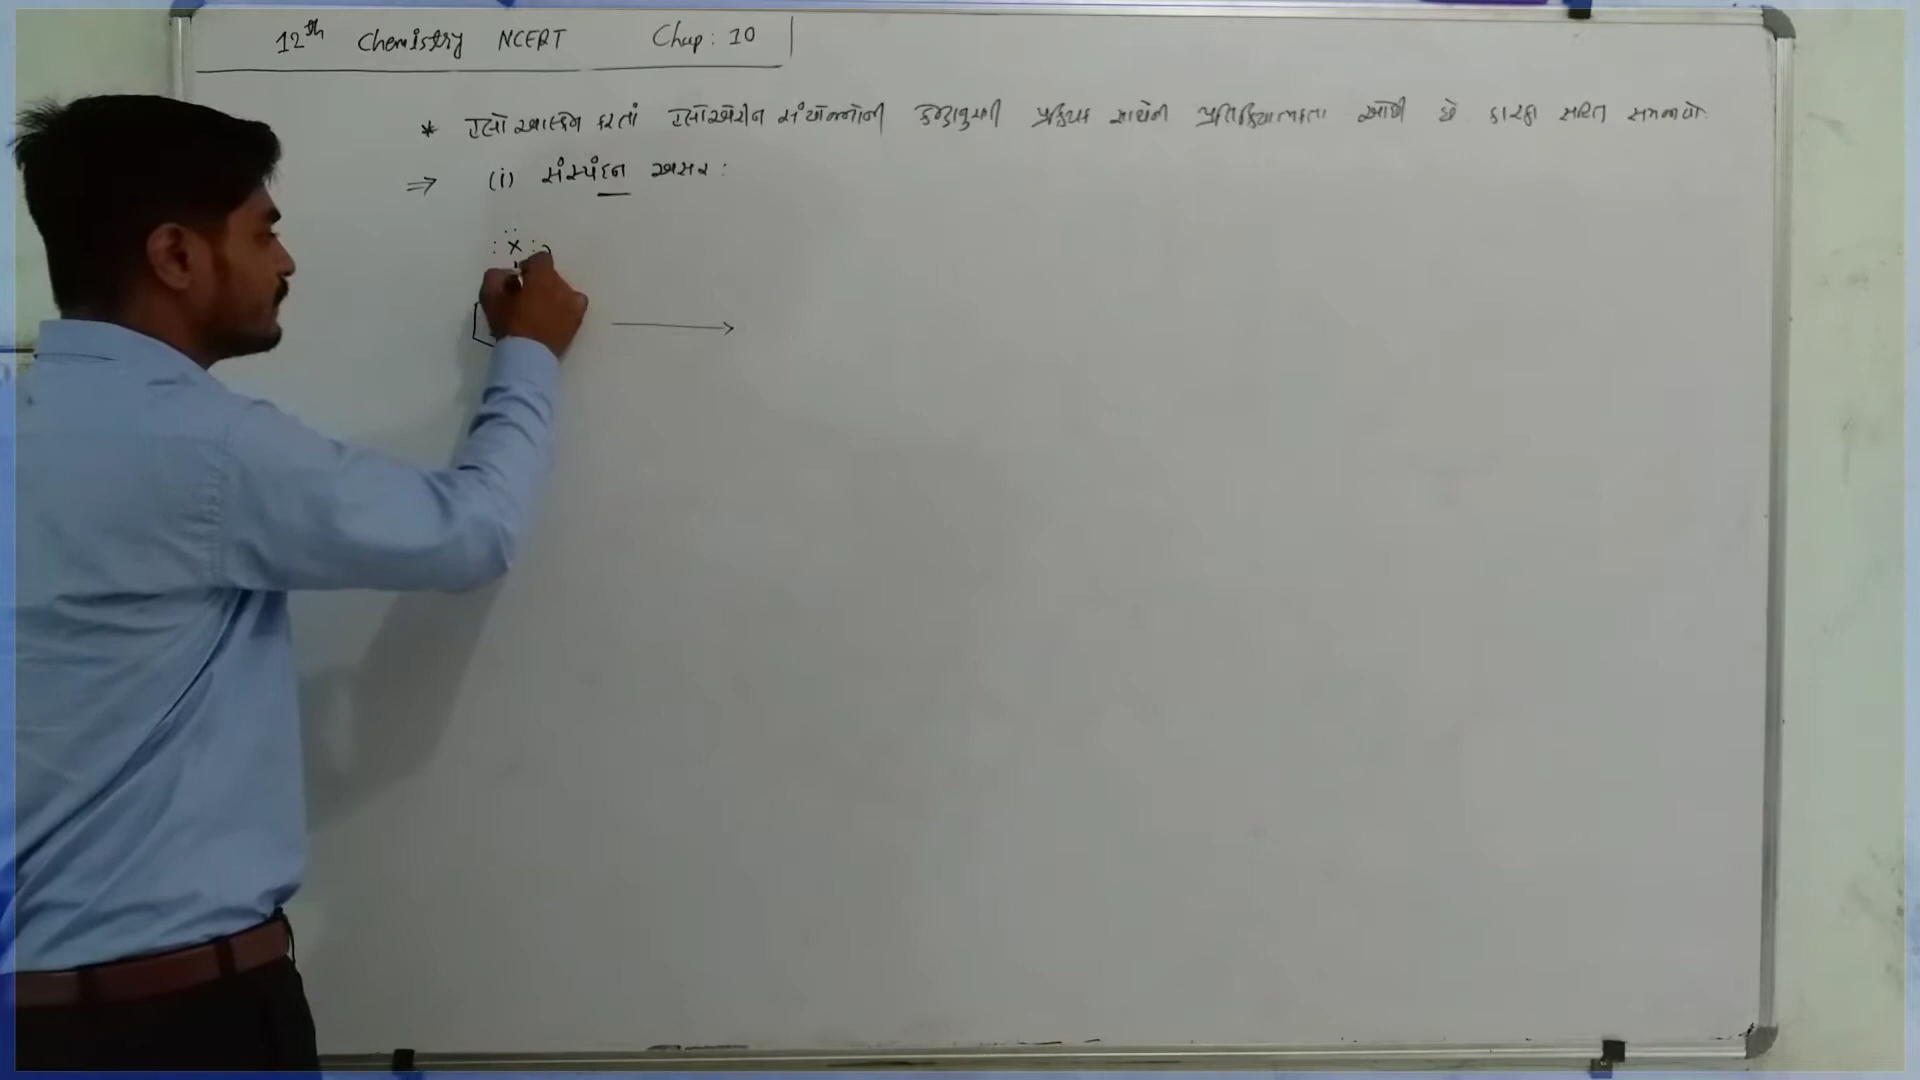 12th Chemistry NCERT Chap: 10
* હેલોઆલ્કેન કરતાં હેલોએરીન સંયોજનોની કેન્દ્રાનુરાગી પ્રક્રિયક સાથેની પ્રતિક્રિયાત્મકતા ઓછી છે કારણ સહિત સમજાવો.
⇒ (i) સંસ્પંદન અસર :
: X :